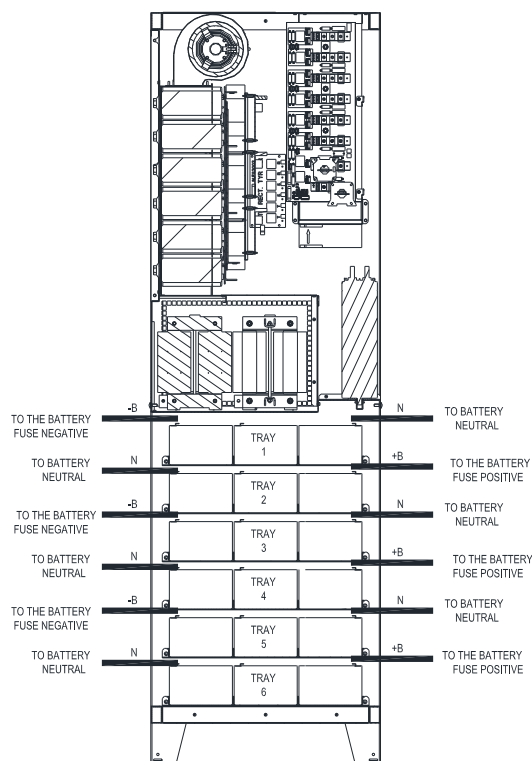 RECT. TYR
-B
TO THE BATTERY
FUSE NEGATIVE
N
TO BATTERY
NEUTRAL
TRAY
1
TO BATTERY
NEUTRAL
N
+B
TO THE BATTERY
FUSE POSITIVE
TRAY
2
-B
TO THE BATTERY
FUSE NEGATIVE
N
TO BATTERY
NEUTRAL
TRAY
3
TO BATTERY
NEUTRAL
N
+B
TO THE BATTERY
FUSE POSITIVE
TRAY
4
-B
TO THE BATTERY
FUSE NEGATIVE
N
TO BATTERY
NEUTRAL
TRAY
5
TO BATTERY
NEUTRAL
N
+B
TO THE BATTERY
FUSE POSITIVE
TRAY
6